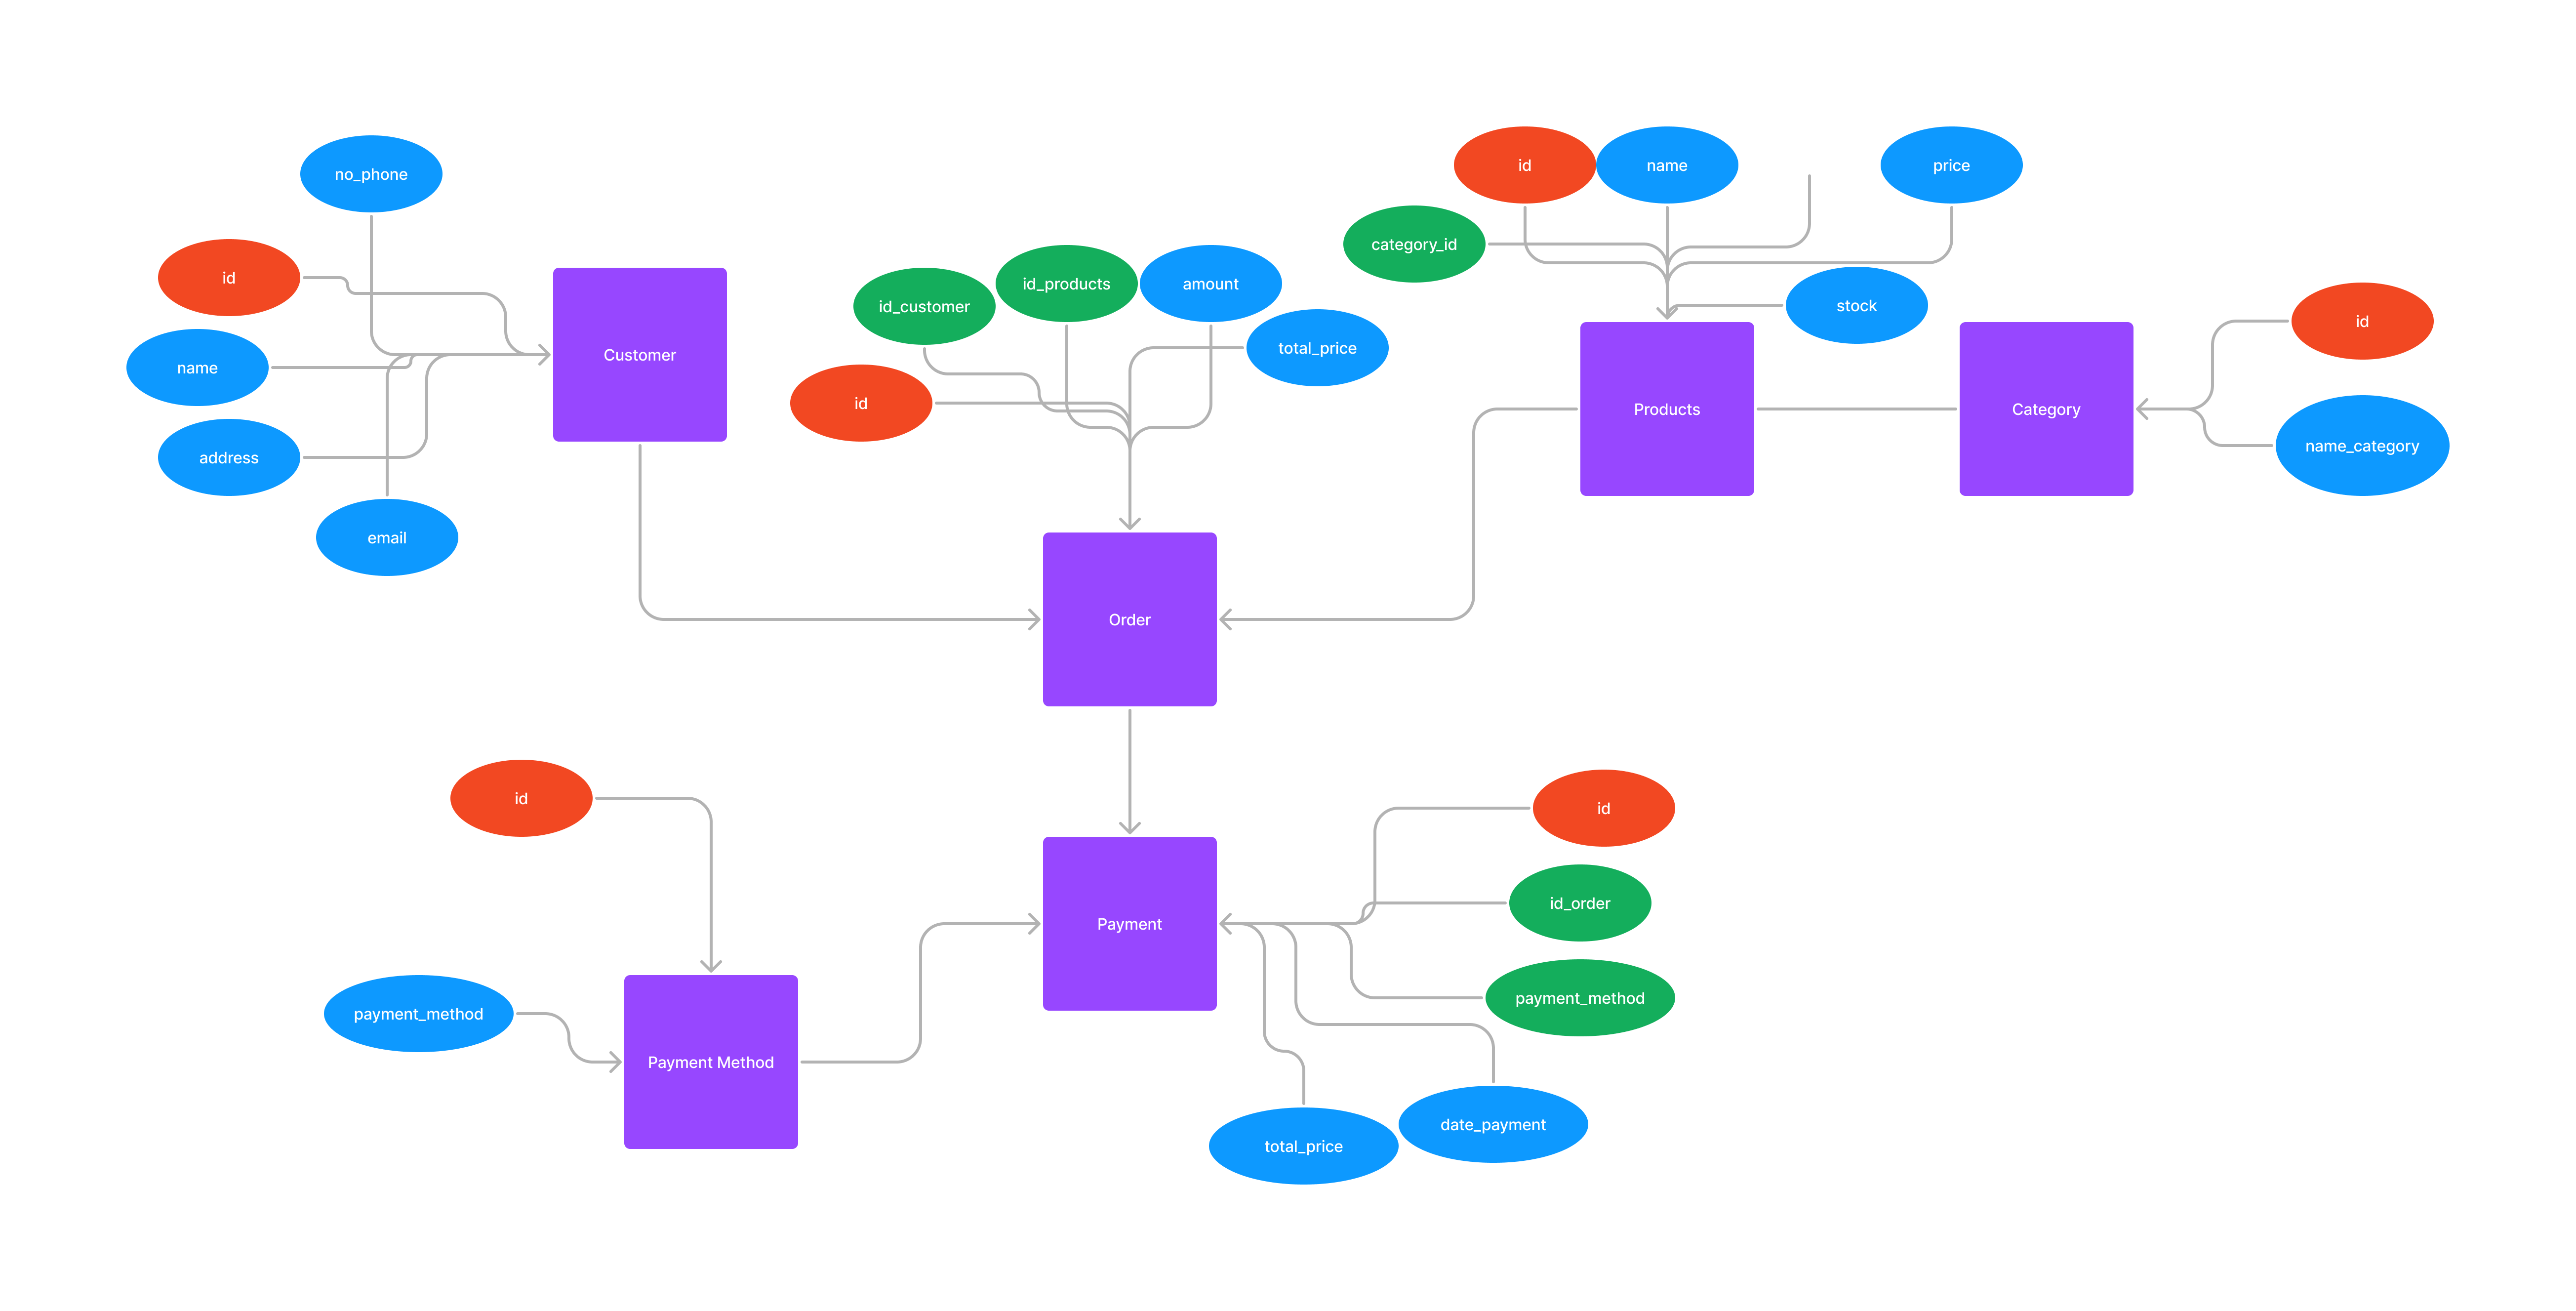 no_phone
id
name
address
email
Customer
id_customer
id_products
amount
total_price
id
Order
id
name
price
category_id
stock
Products
Category
id
name_category
id
payment_method
Payment Method
Payment
id
id_order
payment_method
date_payment
total_price